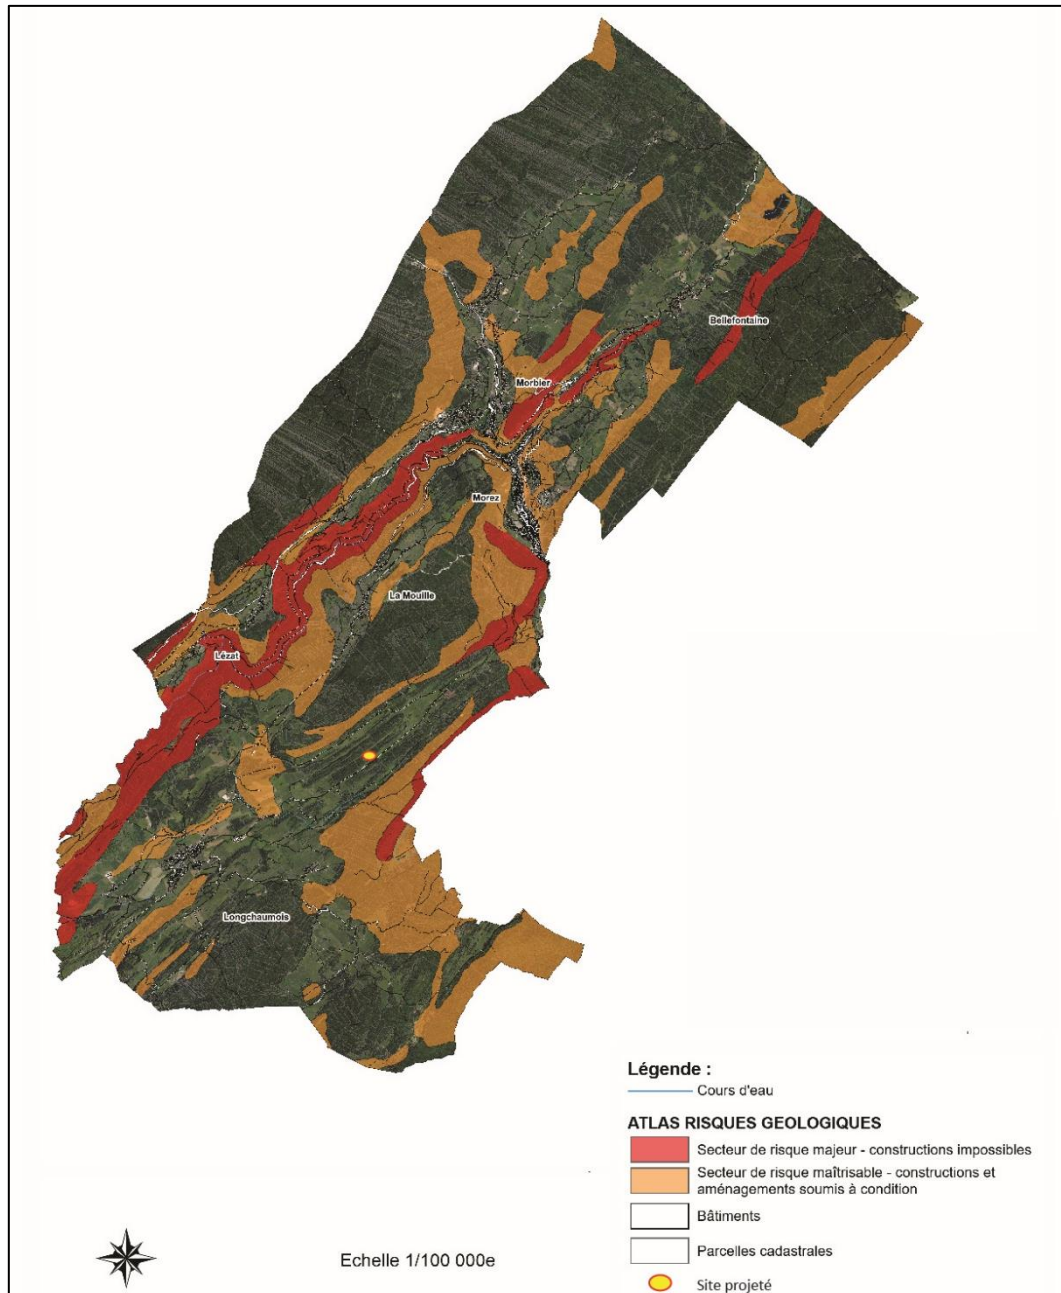 Bellefontaine
Morbier
Morez
La Mouille
Lézat
Longchaumois
Légende :
Cours d'eau
ATLAS RISQUES GEOLOGIQUES
Secteur de risque majeur - constructions impossibles
Secteur de risque maîtrisable - constructions et
aménagements soumis à condition
Bâtiments
Parcelles cadastrales
Site projeté
Echelle 1/100 000e